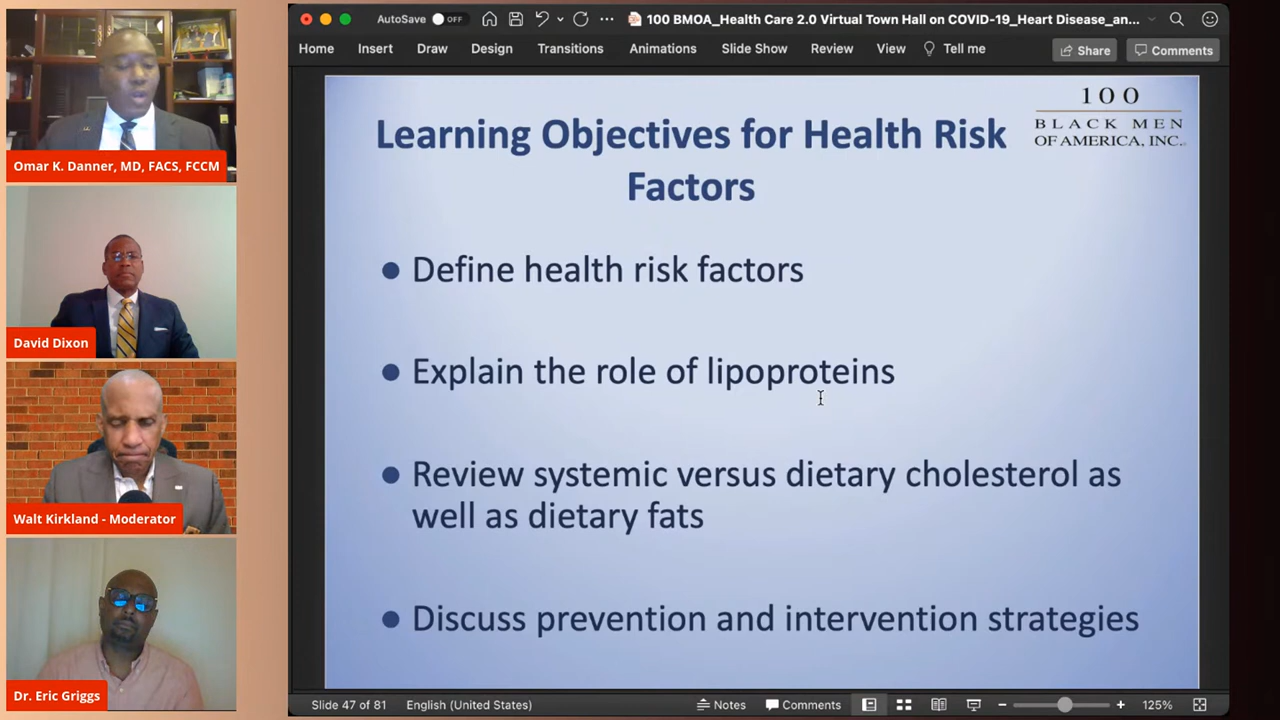 Omar K. Danner, MD, FACS, FCCM
David Dixon
Walt Kirkland - Moderator
Dr. Eric Griggs
AutoSave OFF
100 BMOA_Health Care 2.0 Virtual Town Hall on COVID-19_Heart Disease_an...
Home Insert Draw Design Transitions Animations Slide Show Review View Tell me Share Comments
100
BLACK MEN
OF AMERICA, INC.
Learning Objectives for Health Risk
Factors
● Define health risk factors
● Explain the role of lipoproteins
● Review systemic versus dietary cholesterol as
well as dietary fats
● Discuss prevention and intervention strategies
Slide 47 of 81 English (United States) Notes Comments 125%